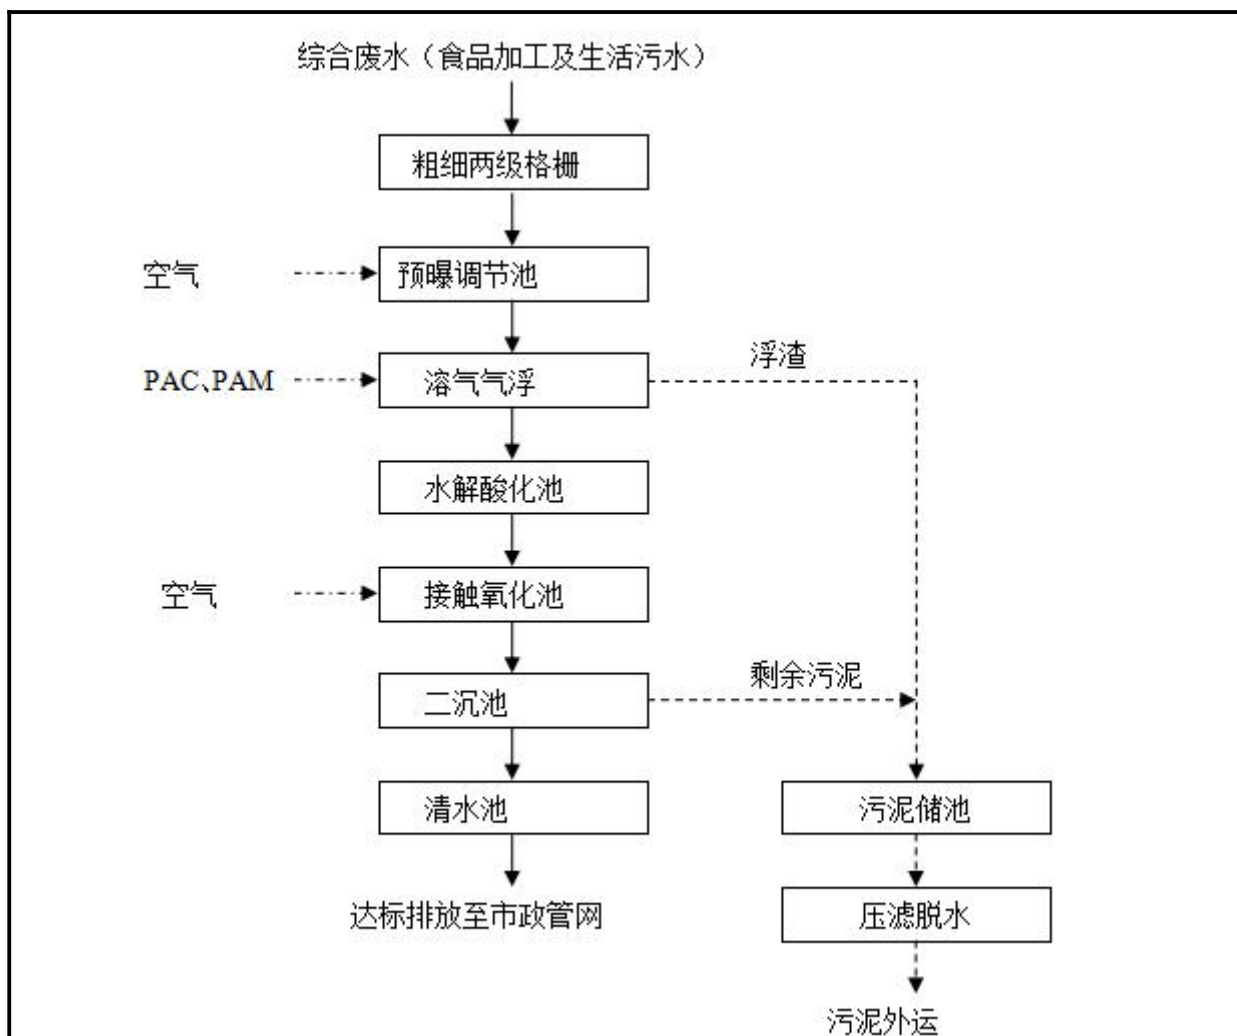 综合废水（食品加工及生活污水）
粗细两级格栅
空气
预曝调节池
浮渣
PAC、PAM
溶气气浮
水解酸化池
空气
接触氧化池
剩余污泥
二沉池
清水池
污泥储池
达标排放至市政管网
压滤脱水
污泥外运